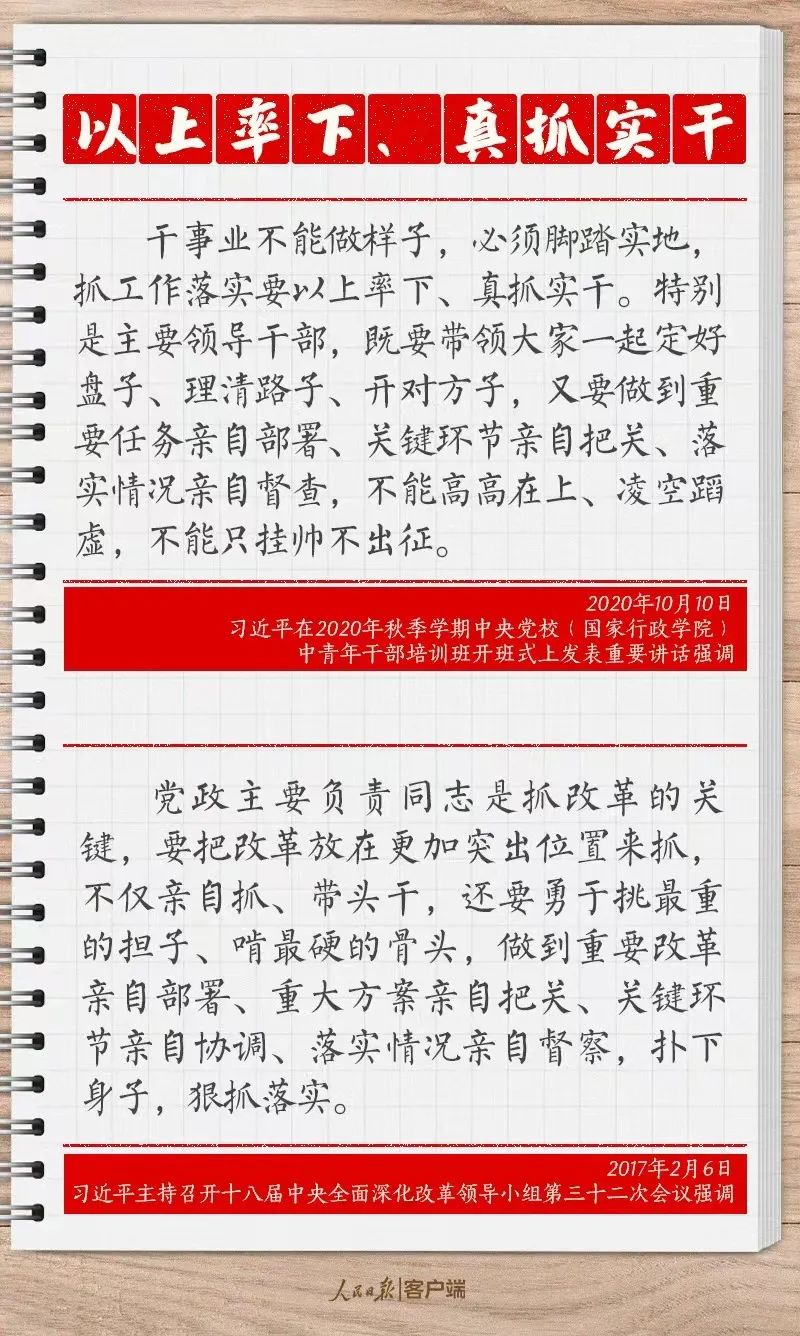 以上率下、真抓实干
干事业不能做样子，必须脚踏实地，
抓工作落实要以上率下、真抓实干。特别
是主要领导干部，既要带领大家一起定好
盘子、理清路子、开对方子，又要做到重
要任务亲自部署、关键环节亲自把关、落
实情况亲自督查，不能高高在上、凌空蹈
虚，不能只挂帅不出征。
2020年10月10日
习近平在2020年秋季学期中央党校（国家行政学院）
中青年干部培训班开班式上发表重要讲话强调
党政主要负责同志是抓改革的关
键，要把改革放在更加突出位置来抓，
不仅亲自抓、带头干，还要勇于挑最重
的担子、啃最硬的骨头，做到重要改革
亲自部署、重大方案亲自把关、关键环
节亲自协调、落实情况亲自督察，扑下
身子，狠抓落实。
2017年2月6日
习近平主持召开十八届中央全面深化改革领导小组第三十二次会议强调
人民日报|客户端